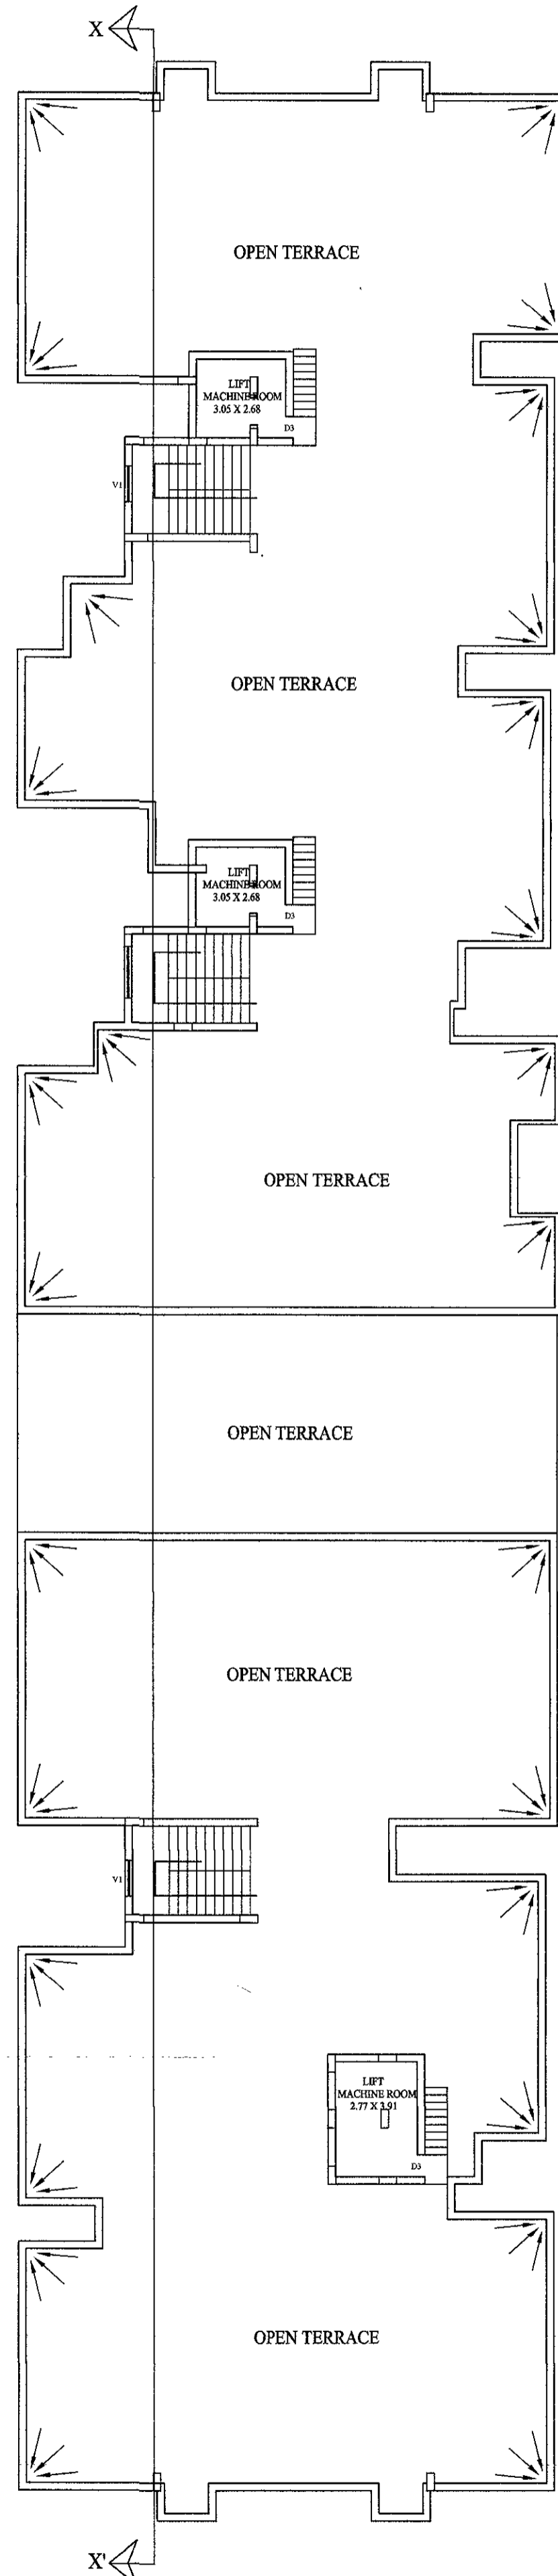 X
OPEN TERRACE
LIFT
MACHINE ROOM
3.05 X 2.68
D3
V1
OPEN TERRACE
LIFT
MACHINE ROOM
3.05 X 2.68
D3
OPEN TERRACE
OPEN TERRACE
OPEN TERRACE
V1
LIFT
MACHINE ROOM
2.77 X 3.91
D3
OPEN TERRACE
X'